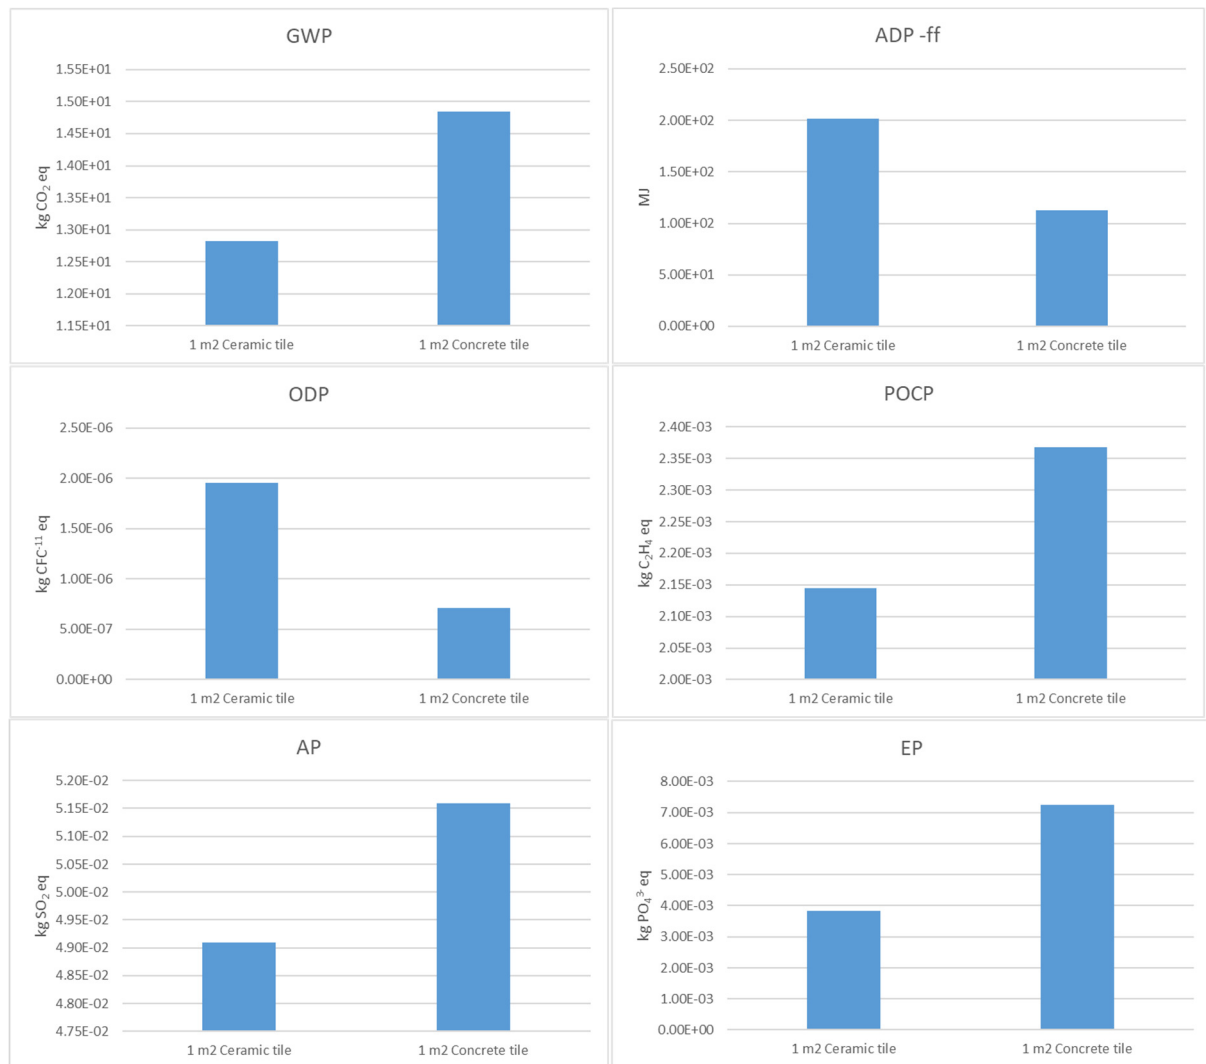 GWP
kg CO₂ eq
1.55E+01
1.50E+01
1.45E+01
1.40E+01
1.35E+01
1.30E+01
1.25E+01
1.20E+01
1.15E+01
1 m2 Ceramic tile
1 m2 Concrete tile
ADP -ff
MJ
2.50E+02
2.00E+02
1.50E+02
1.00E+02
5.00E+01
0.00E+00
1 m2 Ceramic tile
1 m2 Concrete tile
ODP
kg CFC⁻¹¹ eq
2.50E-06
2.00E-06
1.50E-06
1.00E-06
5.00E-07
0.00E+00
1 m2 Ceramic tile
1 m2 Concrete tile
POCP
kg C₂H₄ eq
2.40E-03
2.35E-03
2.30E-03
2.25E-03
2.20E-03
2.15E-03
2.10E-03
2.05E-03
2.00E-03
1 m2 Ceramic tile
1 m2 Concrete tile
AP
kg SO₂ eq
5.20E-02
5.15E-02
5.10E-02
5.05E-02
5.00E-02
4.95E-02
4.90E-02
4.85E-02
4.80E-02
4.75E-02
1 m2 Ceramic tile
1 m2 Concrete tile
EP
kg PO₄³⁻ eq
8.00E-03
7.00E-03
6.00E-03
5.00E-03
4.00E-03
3.00E-03
2.00E-03
1.00E-03
0.00E+00
1 m2 Ceramic tile
1 m2 Concrete tile